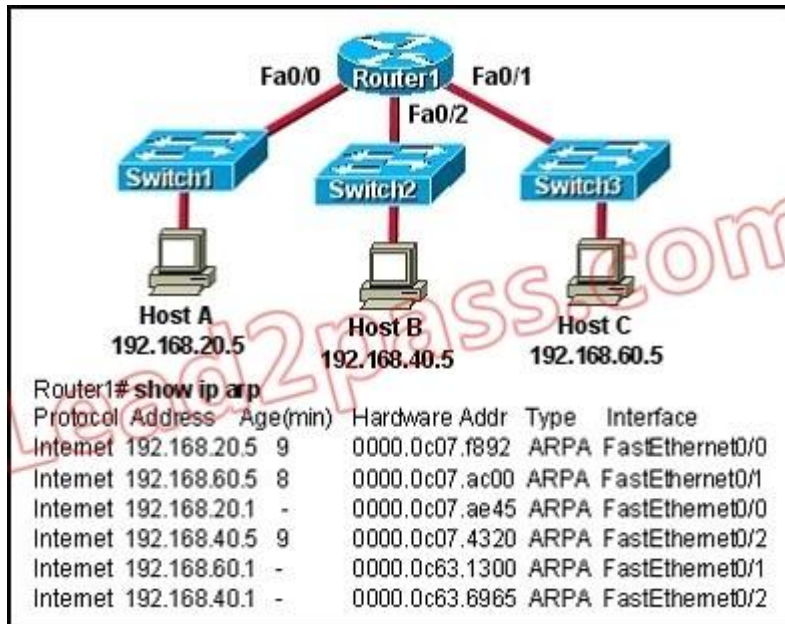 Fa0/0
Router1
Fa0/1
Fa0/2
Switch1
Switch2
Switch3
Host A
192.168.20.5
Host B
192.168.40.5
Host C
192.168.60.5
Lead2pass.com
Router1# show ip arp
Protocol Address Age(min) Hardware Addr Type Interface
Internet 192.168.20.5 9 0000.0c07.f892 ARPA FastEthernet0/0
Internet 192.168.60.5 8 0000.0c07.ac00 ARPA FastEthernet0/1
Internet 192.168.20.1 - 0000.0c07.ae45 ARPA FastEthernet0/0
Internet 192.168.40.5 9 0000.0c07.4320 ARPA FastEthernet0/2
Internet 192.168.60.1 - 0000.0c63.1300 ARPA FastEthernet0/1
Internet 192.168.40.1 - 0000.0c63.6965 ARPA FastEthernet0/2